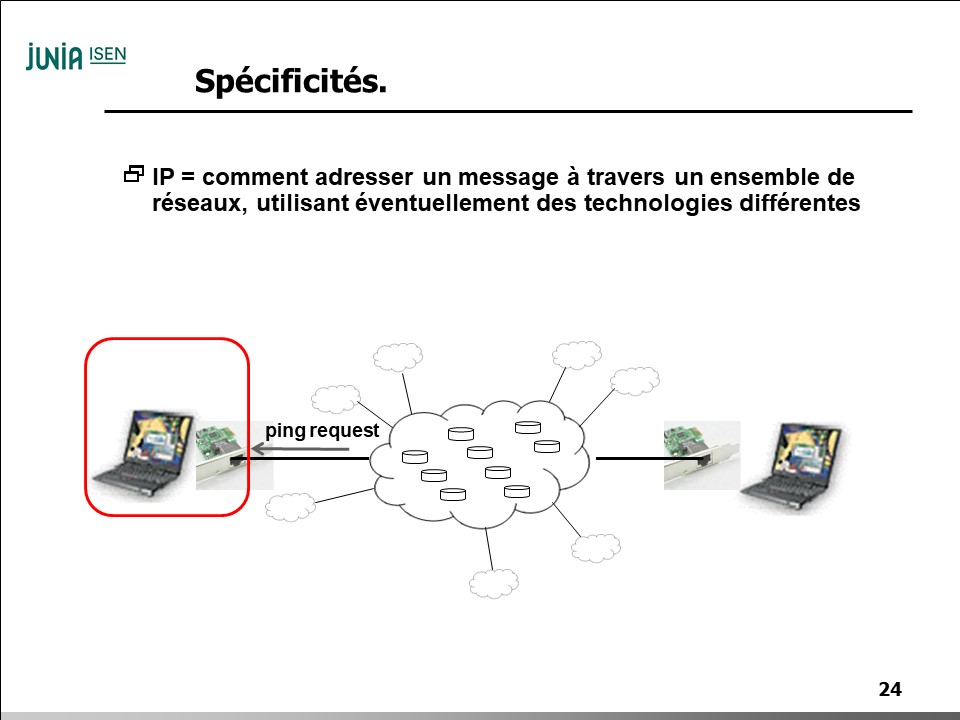 JUNIA ISEN
Spécificités.
IP = comment adresser un message à travers un ensemble de
réseaux, utilisant éventuellement des technologies différentes
ping request
24